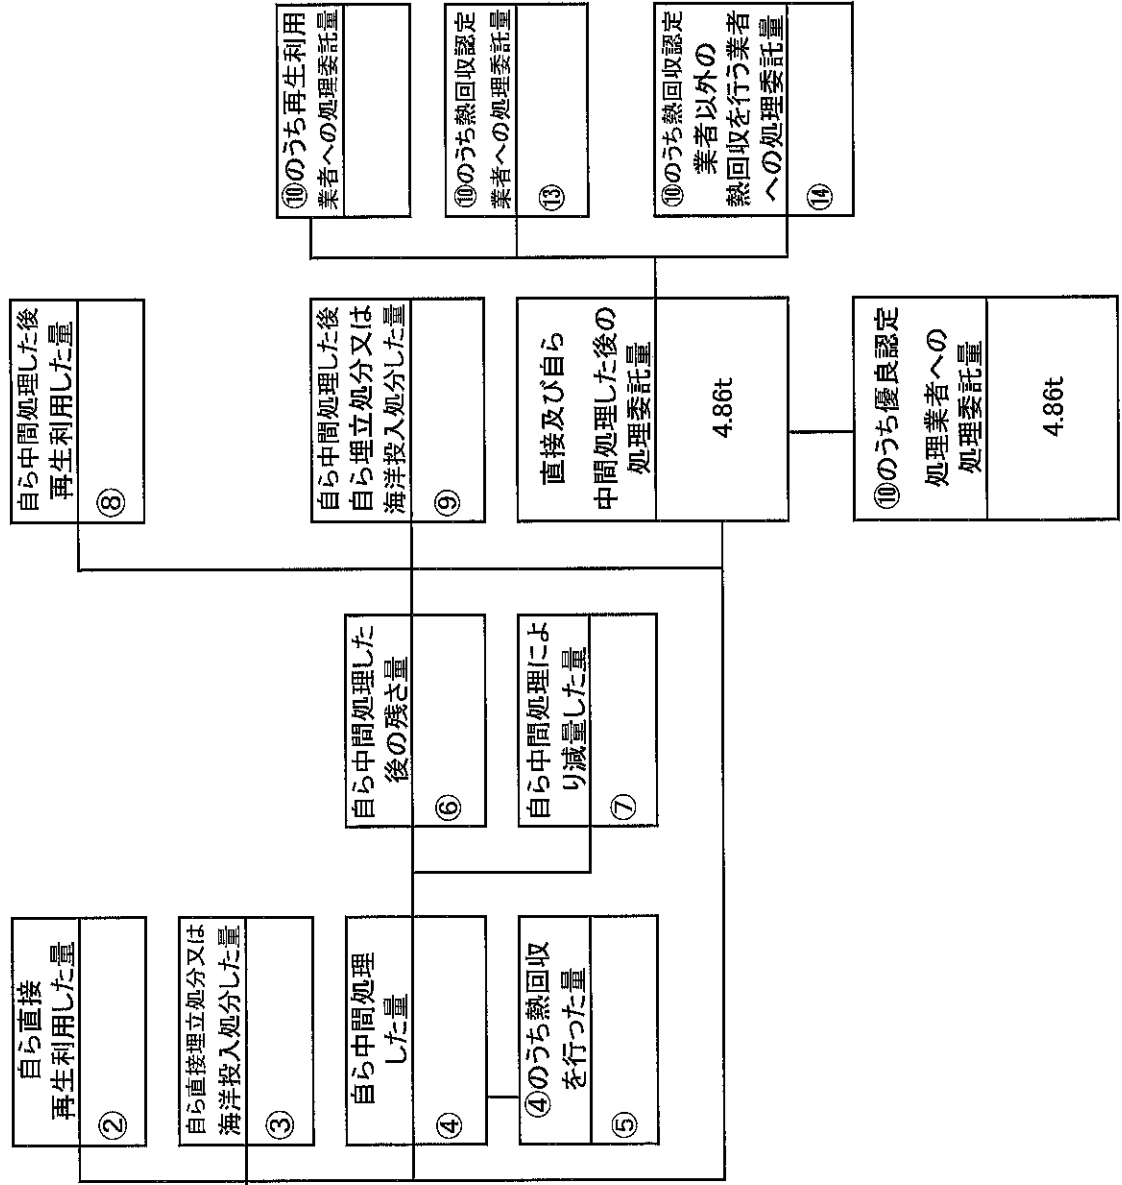 自ら直接
再生利用した量
②
自ら直接埋立処分又は
海洋投入処分した量
③
自ら中間処理
した量
④
④のうち熱回収
を行った量
⑤
自ら中間処理した
後の残さ量
⑥
自ら中間処理によ
り減量した量
⑦
自ら中間処理した後
再生利用した量
⑧
自ら中間処理した後
自ら埋立処分又は
海洋投入処分した量
⑨
直接及び自ら
中間処理した後の
処理委託量
4.86t
⑩のうち優良認定
処理業者への
処理委託量
4.86t
⑩のうち再生利用
業者への処理委託量
⑩のうち熱回収認定
業者への処理委託量
⑬
⑩のうち熱回収認定
業者以外の
熱回収を行う業者
への処理委託量
⑭